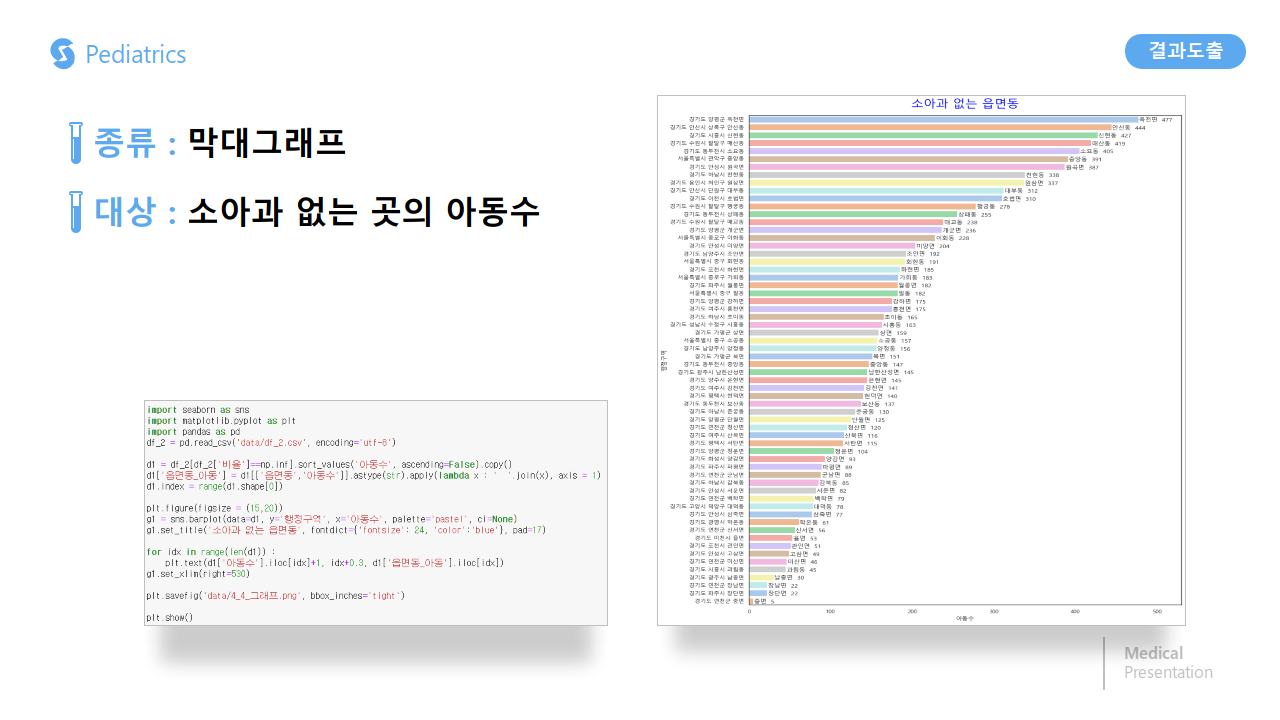 Pediatrics
결과도출
종류 : 막대그래프
대상 : 소아과 없는 곳의 아동수
import seaborn as sns
import matplotlib.pyplot as plt
import pandas as pd
df_2 = pd.read_csv('data/df_2.csv', encoding='utf-8')
d1 = df_2[df_2['비율']==np.inf].sort_values('아동수', ascending=False).copy()
d1['읍면동_아동'] = d1[['읍면동','아동수']].astype(str).apply(lambda x : '  '.join(x), axis = 1)
d1.index = range(d1.shape[0])
plt.figure(figsize = (15,20))
g1 = sns.barplot(data=d1, y='행정구역', x='아동수', palette='pastel', ci=None)
g1.set_title('소아과 없는 읍면동', fontdict={'fontsize': 24, 'color':'blue'}, pad=17)
for idx in range(len(d1)) :
plt.text(d1['아동수'].iloc[idx]+1, idx+0.3, d1['읍면동_아동'].iloc[idx])
g1.set_xlim(right=530)
plt.savefig('data/4_4_그래프.png', bbox_inches='tight')
plt.show()
소아과 없는 읍면동
경기도 양평군 옥천면 옥천면 477
경기도 안산시 상록구 안산동 안산동 444
경기도 시흥시 신현동 신현동 427
경기도 수원시 팔달구 매산동 매산동 419
경기도 동두천시 소요동 소요동 405
서울특별시 관악구 중앙동 중앙동 391
경기도 안성시 원곡면 원곡면 387
경기도 하남시 천현동 천현동 338
경기도 용인시 처인구 원삼면 원삼면 337
경기도 안산시 단원구 대부동 대부동 312
경기도 이천시 호법면 호법면 310
경기도 수원시 팔달구 행궁동 행궁동 278
경기도 동두천시 상패동 상패동 255
경기도 수원시 팔달구 매교동 매교동 238
경기도 양평군 개군면 개군면 236
서울특별시 종로구 이화동 이화동 228
경기도 안성시 미양면 미양면 204
경기도 남양주시 조안면 조안면 192
서울특별시 중구 회현동 회현동 191
경기도 포천시 화현면 화현면 185
서울특별시 종로구 가회동 가회동 183
경기도 파주시 월롱면 월롱면 182
서울특별시 중구 필동 필동 182
경기도 양평군 강하면 강하면 175
경기도 여주시 흥천면 흥천면 175
경기도 하남시 초이동 초이동 165
경기도 성남시 수정구 시흥동 시흥동 163
경기도 가평군 상면 상면 159
서울특별시 중구 소공동 소공동 157
경기도 남양주시 양정동 양정동 156
경기도 가평군 북면 북면 151
경기도 동두천시 중앙동 중앙동 147
경기도 광주시 남한산성면 남한산성면 145
경기도 양주시 은현면 은현면 145
경기도 여주시 강천면 강천면 141
경기도 평택시 현덕면 현덕면 140
경기도 동두천시 보산동 보산동 137
경기도 하남시 춘궁동 춘궁동 130
경기도 양평군 단월면 단월면 125
경기도 연천군 청산면 청산면 120
경기도 여주시 산북면 산북면 116
경기도 평택시 서탄면 서탄면 115
경기도 양평군 청운면 청운면 104
경기도 화성시 양감면 양감면 93
경기도 파주시 파평면 파평면 89
경기도 연천군 군남면 군남면 88
경기도 하남시 감북동 감북동 85
경기도 안성시 서운면 서운면 82
경기도 연천군 백학면 백학면 79
경기도 고양시 덕양구 대덕동 대덕동 78
경기도 안성시 삼죽면 삼죽면 77
경기도 광명시 학온동 학온동 61
경기도 연천군 신서면 신서면 56
경기도 이천시 율면 율면 53
경기도 포천시 관인면 관인면 51
경기도 안성시 고삼면 고삼면 49
경기도 연천군 미산면 미산면 46
경기도 시흥시 과림동 과림동 45
경기도 광주시 남종면 남종면 30
경기도 연천군 장남면 장남면 22
경기도 파주시 장단면 장단면 22
경기도 연천군 중면 중면 5
행정구역
0 100 200 300 400 500
아동수
Medical
Presentation